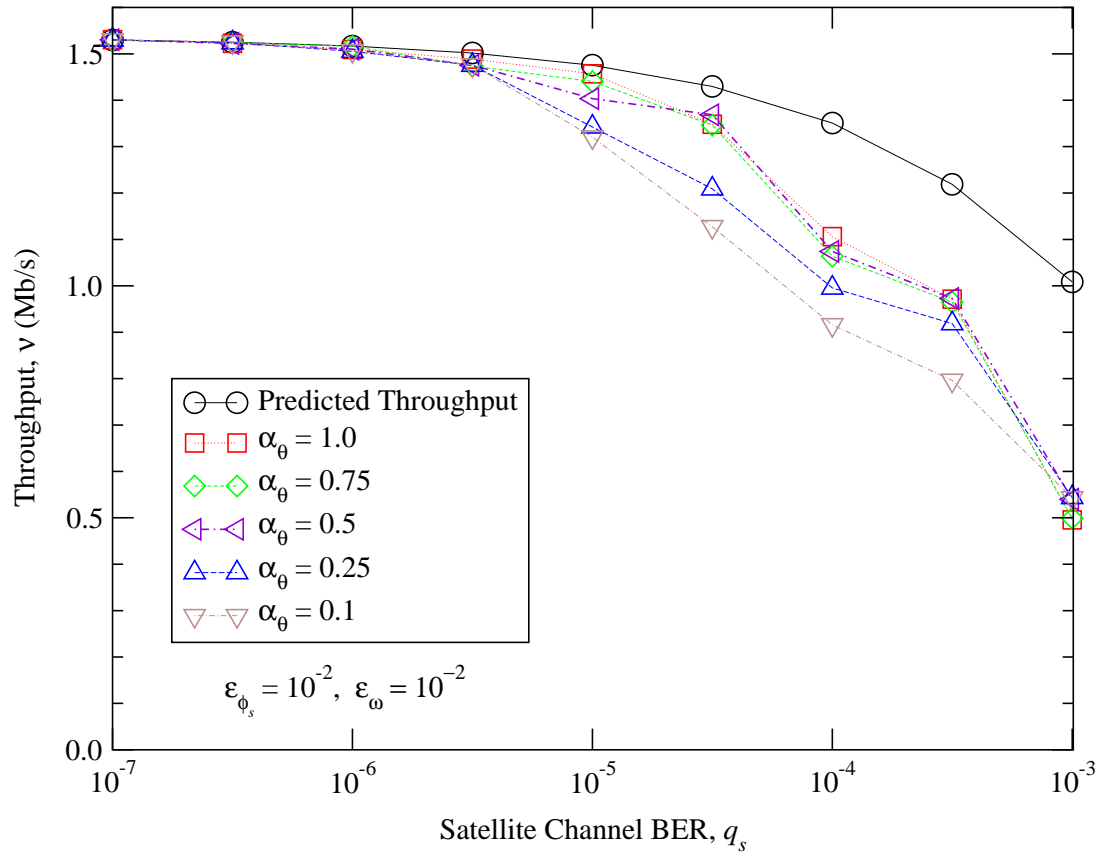 1.5
1.0
0.5
0.0
Throughput, ν (Mb/s)
Predicted Throughput
α_θ = 1.0
α_θ = 0.75
α_θ = 0.5
α_θ = 0.25
α_θ = 0.1
ε_ϕ_s = 10^-2, ε_ω = 10^-2
10^-7 10^-6 10^-5 10^-4 10^-3
Satellite Channel BER, q_s